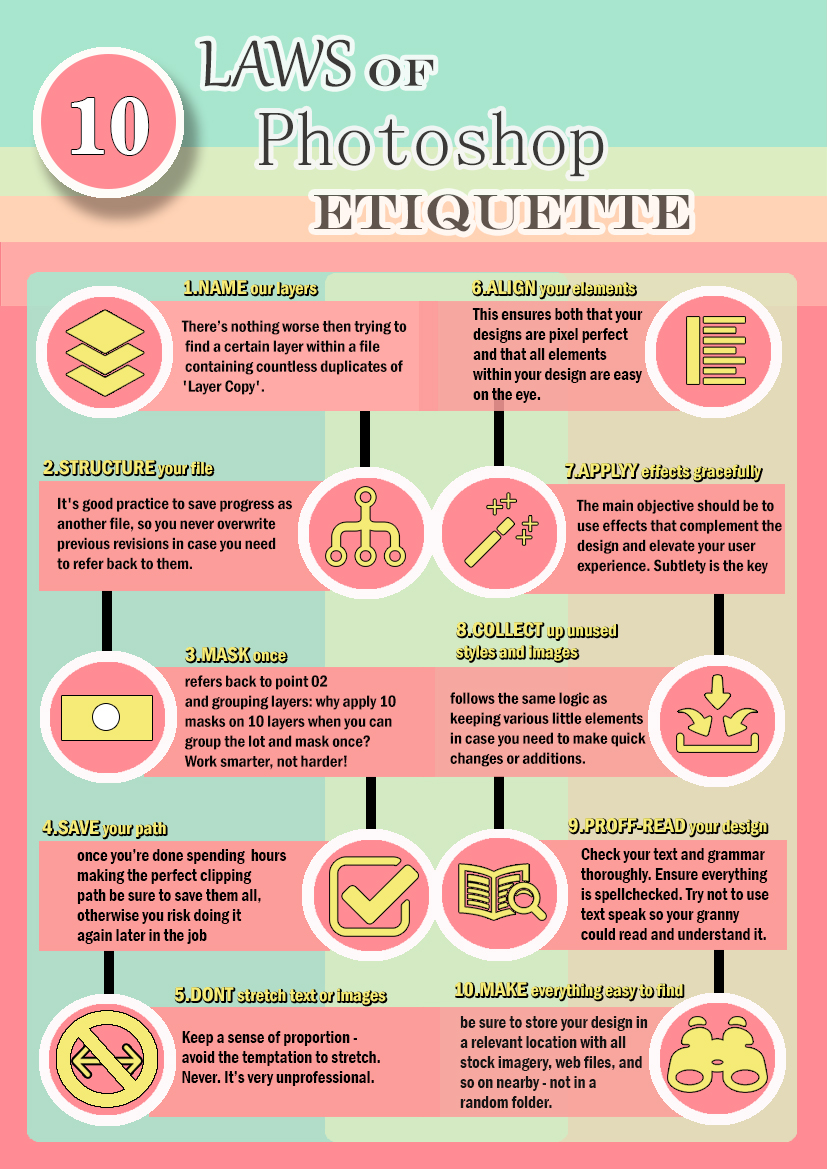 10
LAWS OF
Photoshop
ETIQUETTE
1.NAME our layers
There's nothing worse then trying to
find a certain layer within a file
containing countless duplicates of
'Layer Copy'.
2.STRUCTURE your file
It's good practice to save progress as
another file, so you never overwrite
previous revisions in case you need
to refer back to them.
3.MASK once
refers back to point 02
and grouping layers: why apply 10
masks on 10 layers when you can
group the lot and mask once?
Work smarter, not harder!
4.SAVE your path
once you're done spending hours
making the perfect clipping
path be sure to save them all,
otherwise you risk doing it
again later in the job
5.DONT stretch text or images
Keep a sense of proportion -
avoid the temptation to stretch.
Never. It's very unprofessional.
6.ALIGN your elements
This ensures both that your
designs are pixel perfect
and that all elements
within your design are easy
on the eye.
7.APPLYY effects gracefully
The main objective should be to
use effects that complement the
design and elevate your user
experience. Subtlety is the key
8.COLLECT up unused
styles and images
follows the same logic as
keeping various little elements
in case you need to make quick
changes or additions.
9.PROFF-READ your design
Check your text and grammar
thoroughly. Ensure everything
is spellchecked. Try not to use
text speak so your granny
could read and understand it.
10.MAKE everything easy to find
be sure to store your design in
a relevant location with all
stock imagery, web files, and
so on nearby - not in a
random folder.